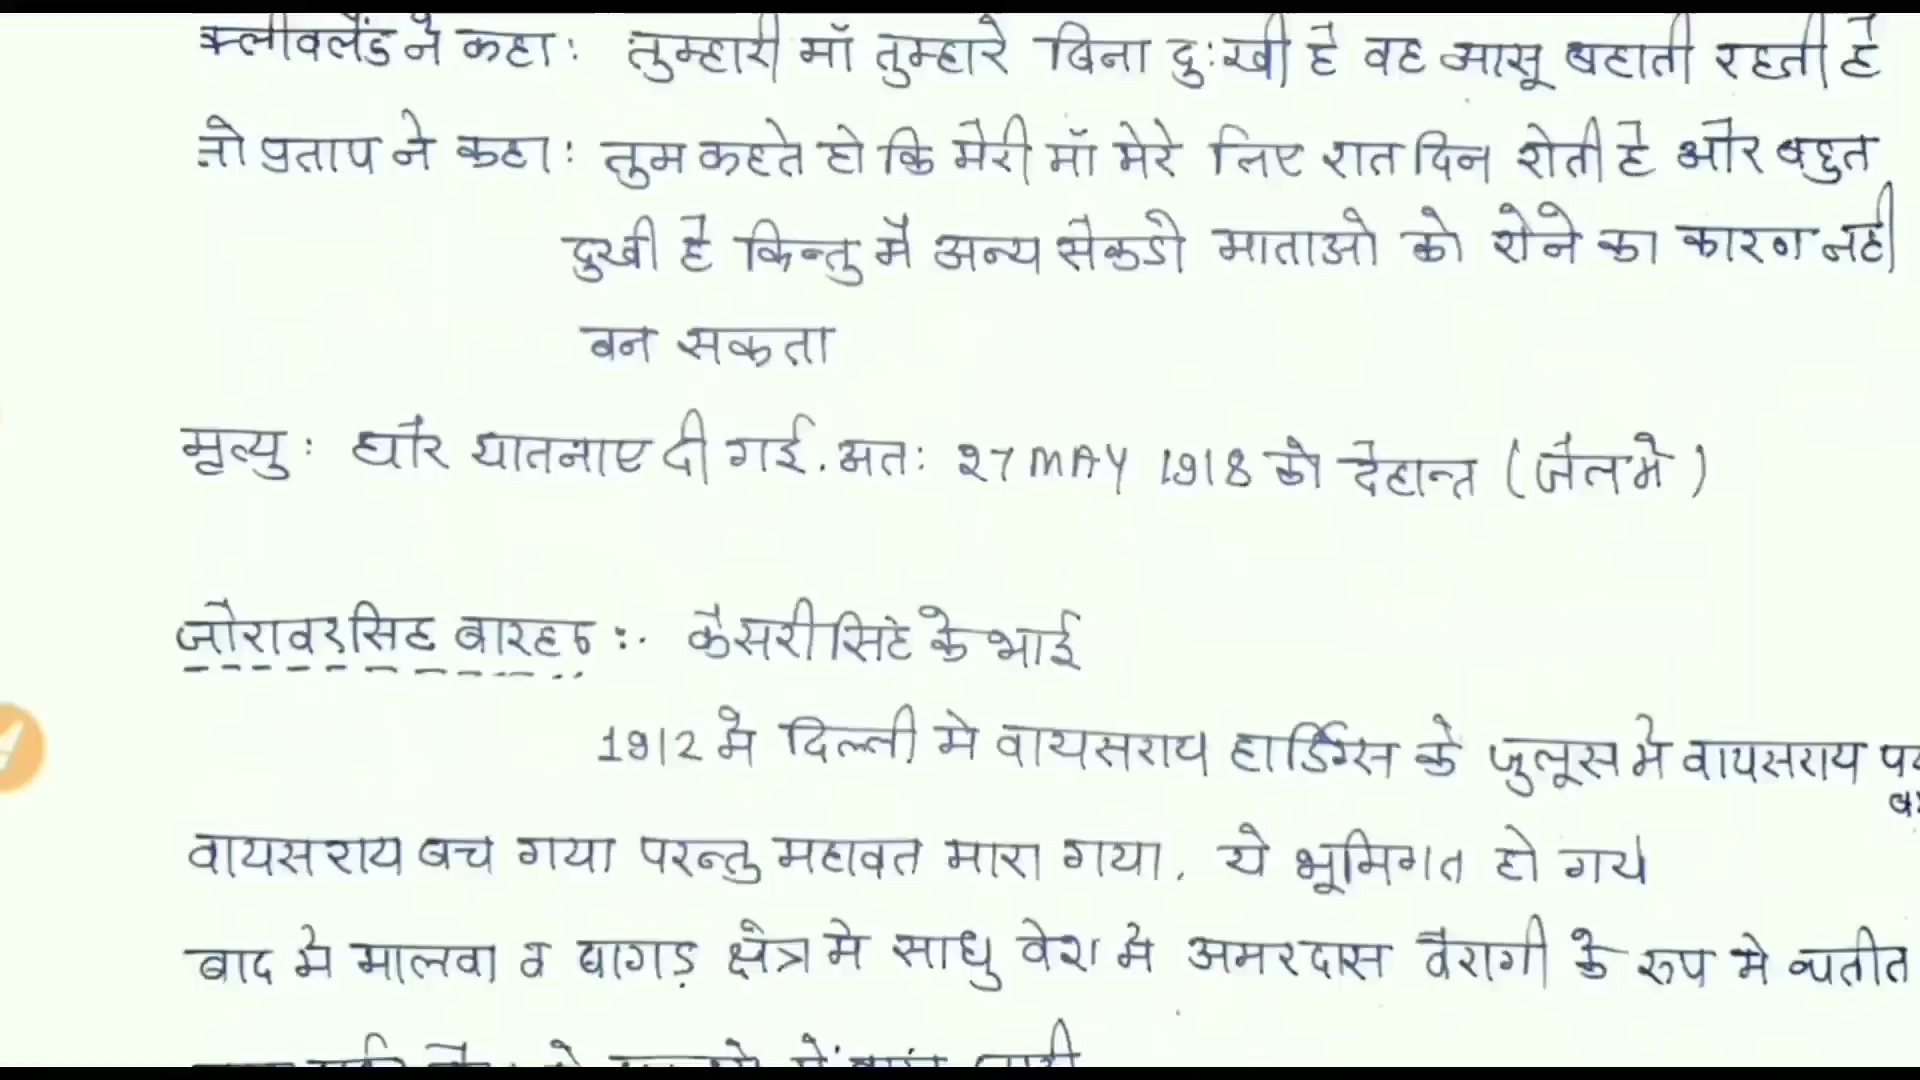 क्लीवलैंड ने कहा: तुम्हारी माँ तुम्हारे बिना दु:खी है वह आसू बहाती रहती है
तो प्रताप ने कहा: तुम कहते हो कि मेरी माँ मेरे लिए रात दिन रोती है और बहुत
दुखी है किन्तु मै अन्य सैकडो माताओ को रोने का कारण नही
बन सकता
मृत्यु: घोर यातनाए दी गई. अत: 27 MAY 1918 को देहान्त (जेल मे)
जोरावरसिह बारहठ :. केसरीसिह के भाई
1912 मे दिल्ली मे वायसराय हार्डिंग्स के जुलूस मे वायसराय पर
वायसराय बच गया परन्तु महावत मारा गया. ये भूमिगत हो गये
बाद मे मालवा व वागड़ क्षेत्र मे साधु वेश मे अमरदास वैरागी के रुप मे व्यतीत